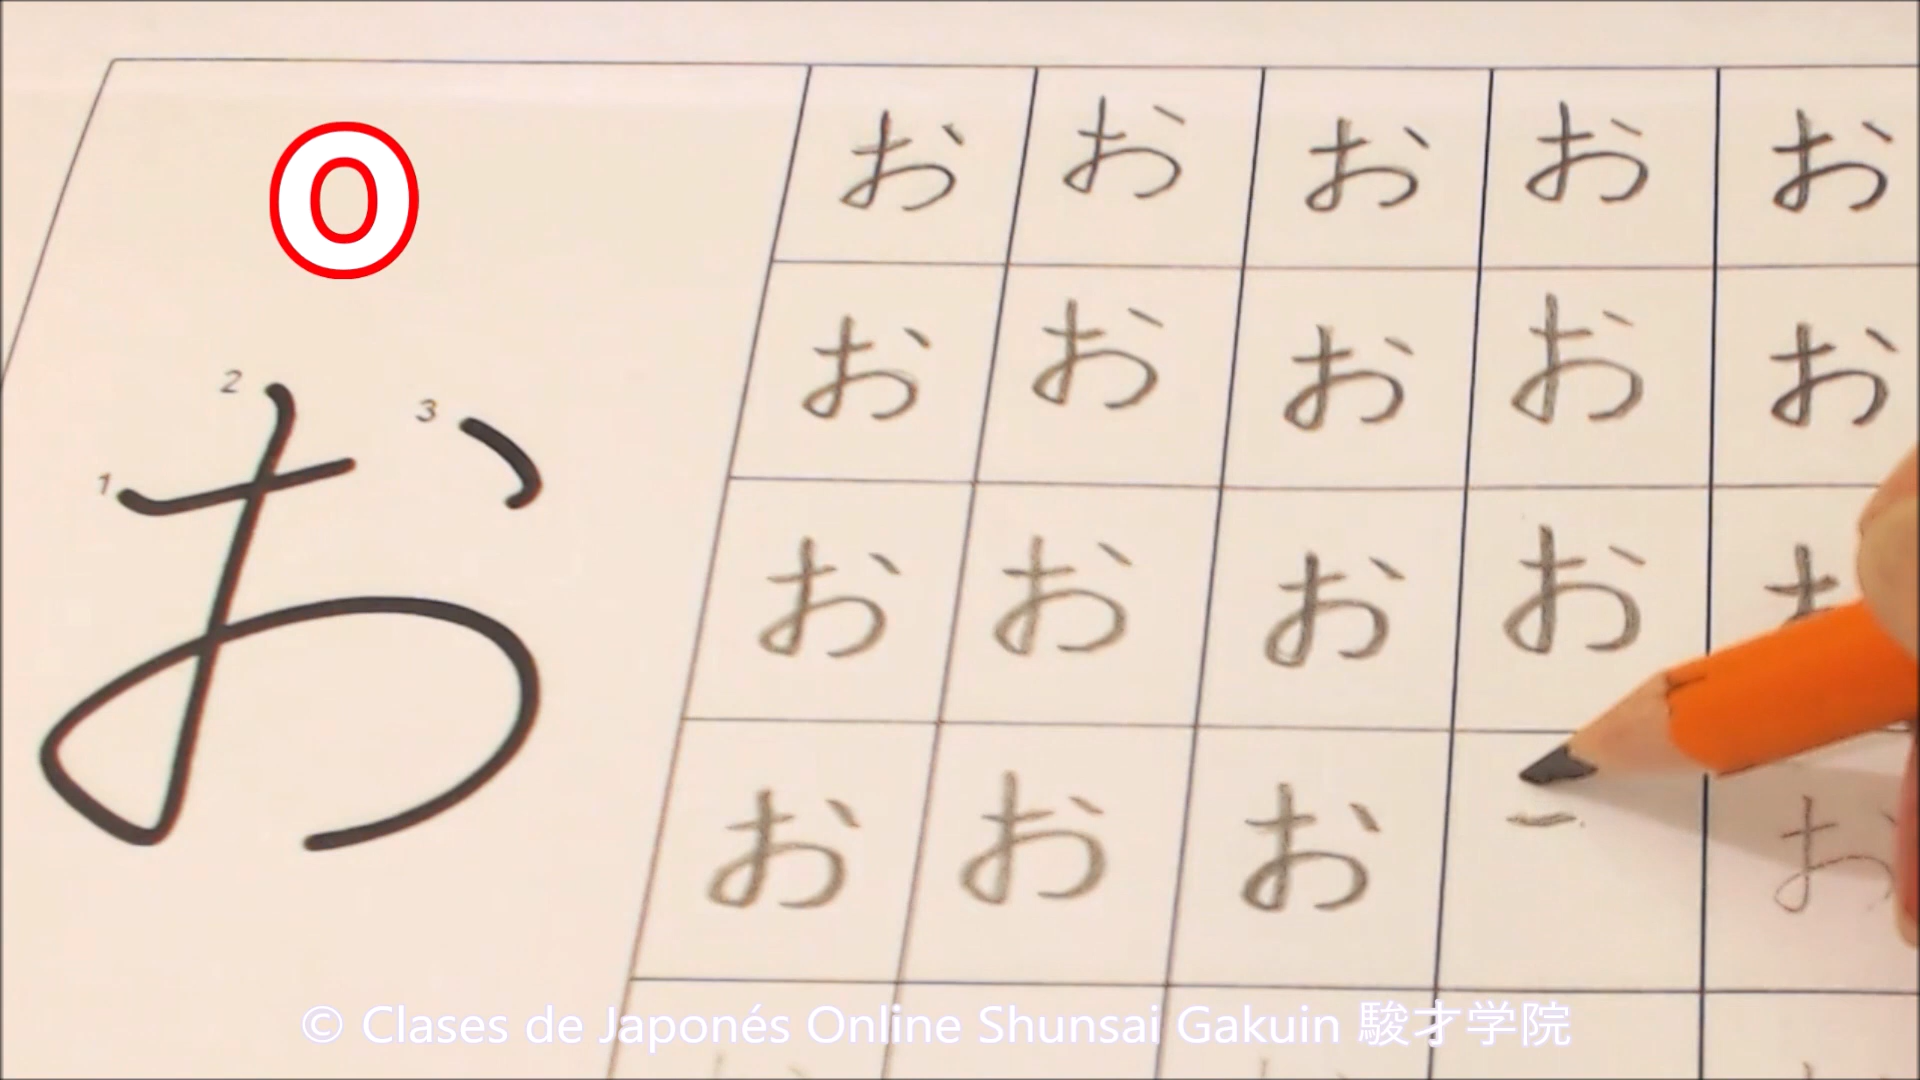 o
2
3
1
お
お お お お お
お お お お お
お お お お
お お お お
© Clases de Japonés Online Shunsai Gakuin 駿才学院